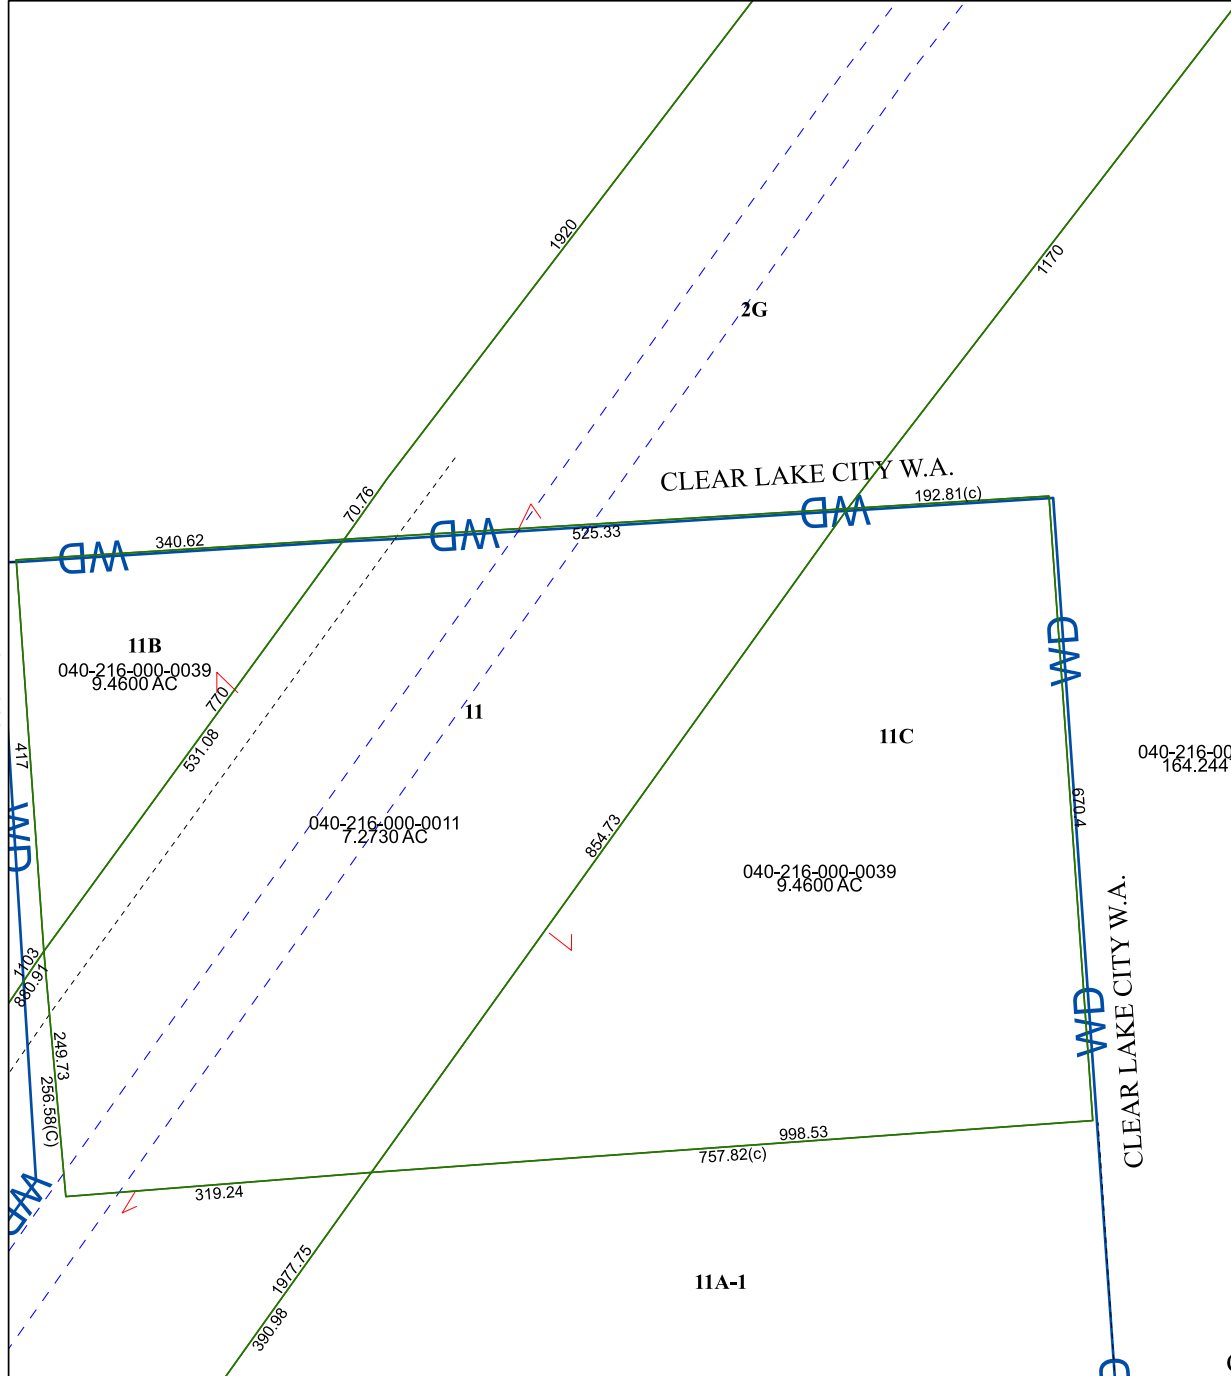 1920
1170
2G
CLEAR LAKE CITY W.A.
192.81(c)
70.76
WD
WD
WD
340.62
525.33
11B
040-216-000-0039
9.4600 AC
WD
770
531.08
11
11C
417
040-216-00
164.244
670.4
WD
040-216-000-0011
7.2730 AC
854.73
040-216-000-0039
9.4600 AC
CLEAR LAKE CITY W.A.
1103
880.91
WD
249.73
256.58(C)
998.53
757.82(c)
319.24
WD
1977.75
390.98
11A-1